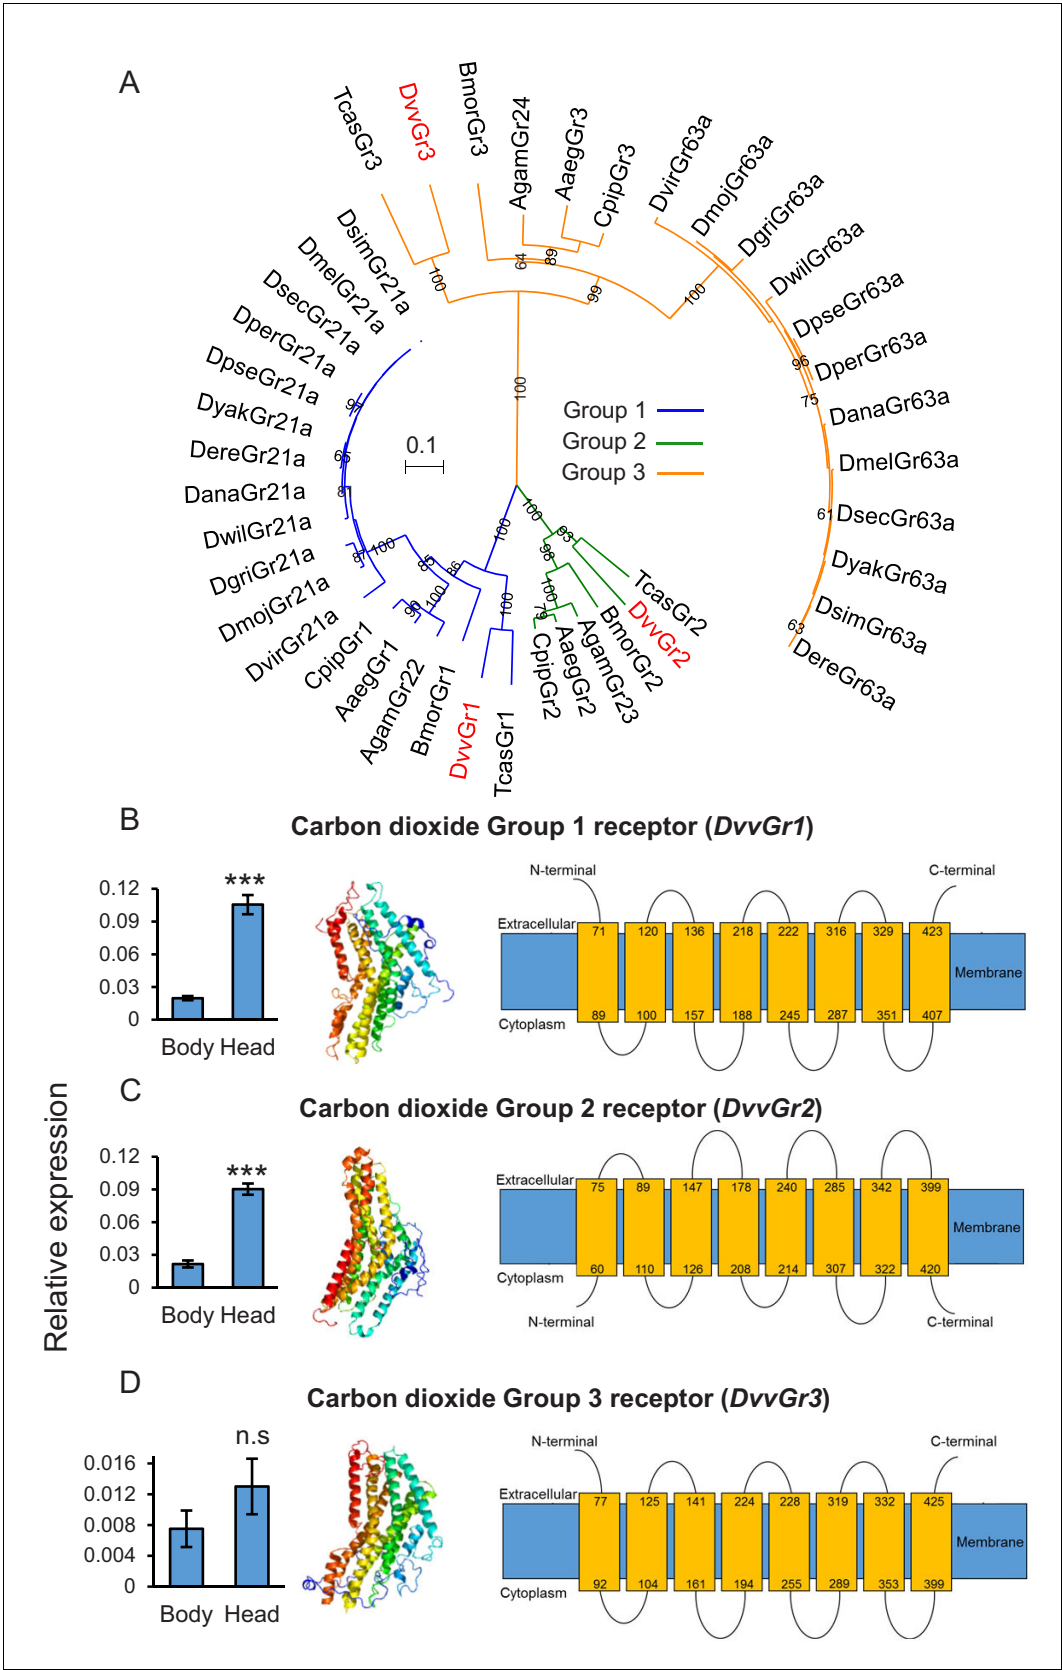 A
TcasGr3
DvvGr3
BmorGr3
AgamGr24
AaegGr3
CpipGr3
DvirGr63a
DmojGr63a
DgriGr63a
DwilGr63a
DpseGr63a
DperGr63a
DanaGr63a
DmelGr63a
DsecGr63a
DyakGr63a
DsimGr63a
DereGr63a
DsimGr21a
DmelGr21a
DsecGr21a
DperGr21a
DpseGr21a
DyakGr21a
DereGr21a
DanaGr21a
DwilGr21a
DgriGr21a
DmojGr21a
DvirGr21a
CpipGr1
AaegGr1
AgamGr22
BmorGr1
DvvGr1
TcasGr1
CpipGr2
AaegGr2
AgamGr23
BmorGr2
DvvGr2
TcasGr2
100
64
89
99
100
96
75
61
63
100
65
100
85
86
100
100
100
93
98
100
79
Group 1
Group 2
Group 3
0.1
B
Carbon dioxide Group 1 receptor (DvvGr1)
0.12
0.09
0.06
0.03
0
***
Body Head
N-terminal
C-terminal
Extracellular
71 120 136 218 222 316 329 423
Membrane
89 100 157 188 245 287 351 407
Cytoplasm
Relative expression
C
Carbon dioxide Group 2 receptor (DvvGr2)
0.12
0.09
0.06
0.03
0
***
Body Head
Extracellular
75 89 147 178 240 285 342 399
Membrane
60 110 126 208 214 307 322 420
Cytoplasm
N-terminal
C-terminal
D
Carbon dioxide Group 3 receptor (DvvGr3)
0.016
0.012
0.008
0.004
0
n.s
Body Head
N-terminal
C-terminal
Extracellular
77 125 141 224 228 319 332 425
Membrane
92 104 161 194 255 289 353 399
Cytoplasm